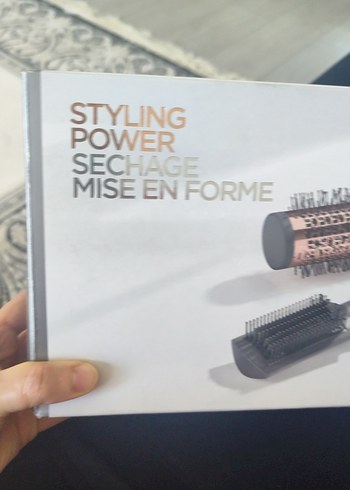 STYLING
POWER
SECHAGE
MISE EN FORME